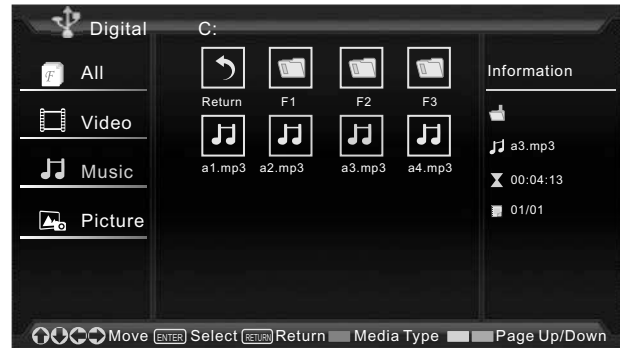 Digital
C:
F All
Video
Music
Picture
Return F1 F2 F3
a1.mp3 a2.mp3 a3.mp3 a4.mp3
Information
a3.mp3
00:04:13
01/01
Move ENTER Select RETURN Return Media Type Page Up/Down